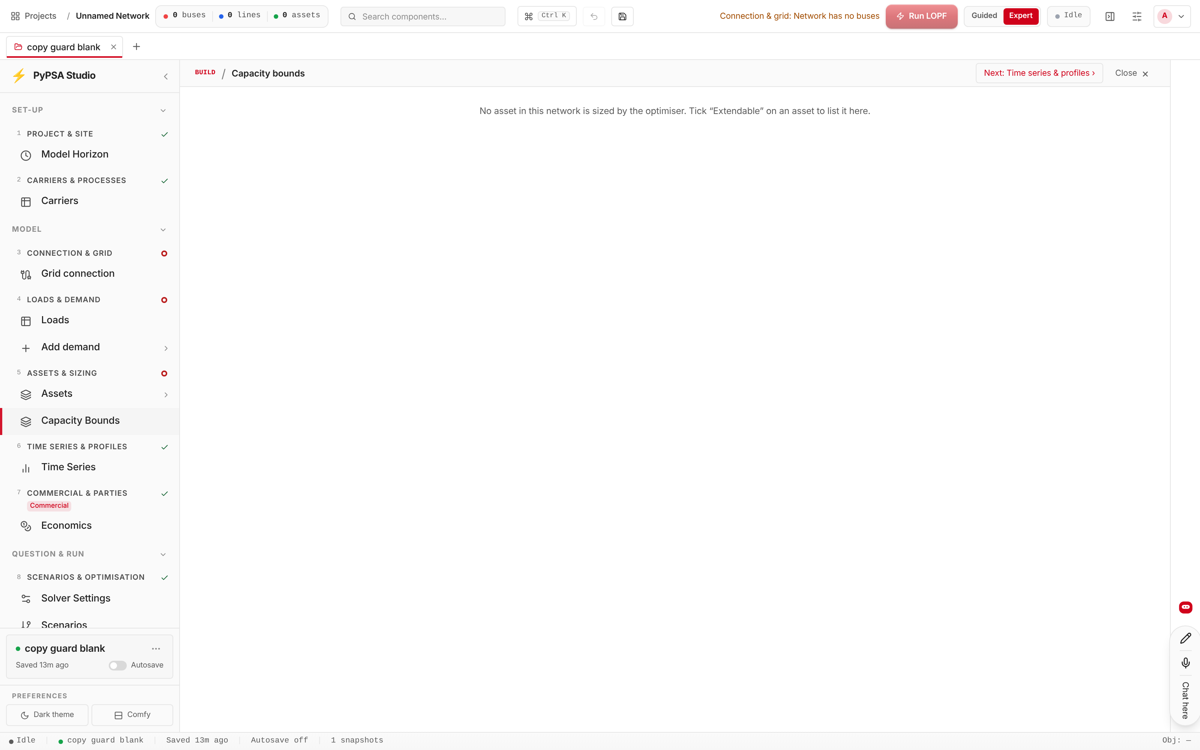 Projects / Unnamed Network 0 buses 0 lines 0 assets Search components... ⌘ Ctrl K Connection & grid: Network has no buses Run LOPF Guided Expert Idle A
copy guard blank × +
PyPSA Studio
BUILD / Capacity bounds Next: Time series & profiles › Close ×
No asset in this network is sized by the optimiser. Tick “Extendable” on an asset to list it here.
SET-UP
1 PROJECT & SITE
Model Horizon
2 CARRIERS & PROCESSES
Carriers
MODEL
3 CONNECTION & GRID
Grid connection
4 LOADS & DEMAND
Loads
Add demand
5 ASSETS & SIZING
Assets
Capacity Bounds
6 TIME SERIES & PROFILES
Time Series
7 COMMERCIAL & PARTIES
Commercial
Economics
QUESTION & RUN
8 SCENARIOS & OPTIMISATION
Solver Settings
Scenarios
copy guard blank ...
Saved 13m ago Autosave
PREFERENCES
Dark theme Comfy
Chat here
Idle copy guard blank Saved 13m ago Autosave off 1 snapshots Obj: —